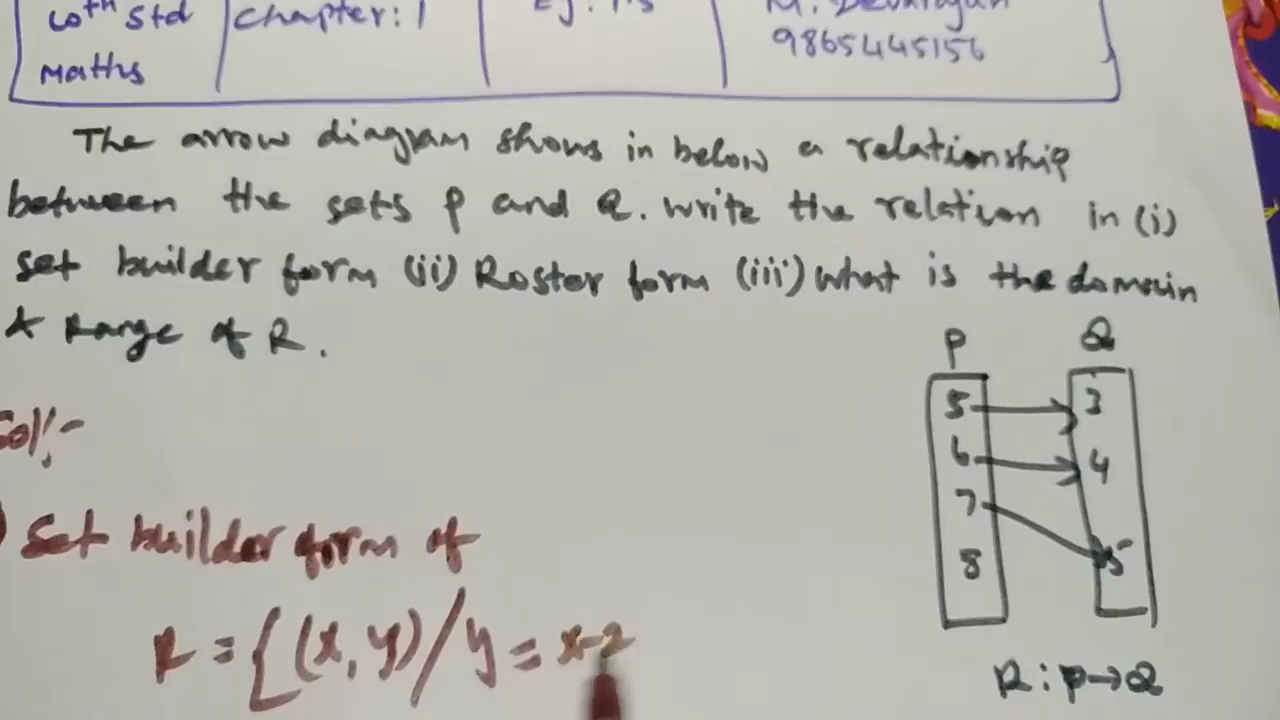 10th Std
Maths
Chapter: 1
9865445156
The arrow diagram shows in below a relationship
between the sets P and Q. write the relation in (i)
set builder form (ii) Roster form (iii) what is the domain
& Range of R.
P Q
5 3
6 4
7
8 5
Sol:-
Set builder form of
R = {(x, y) / y = x-2
R : P → Q